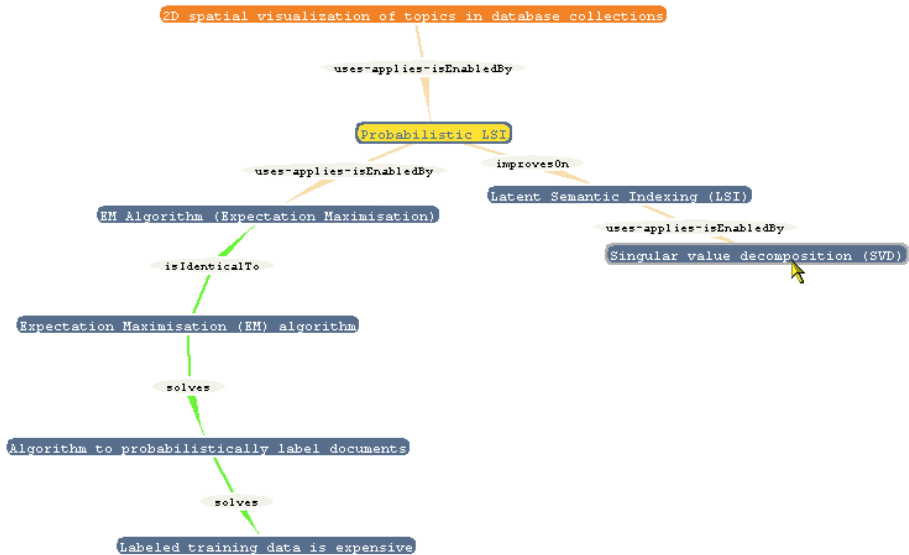 2D spatial visualization of topics in database collections
uses-applies-isEnabledBy
Probabilistic LSI
uses-applies-isEnabledBy
improvesOn
EM Algorithm (Expectation Maximisation)
Latent Semantic Indexing (LSI)
uses-applies-isEnabledBy
Singular value decomposition (SVD)
isIdenticalTo
Expectation Maximisation (EM) algorithm
solves
Algorithm to probabilistically label documents
solves
Labeled training data is expensive